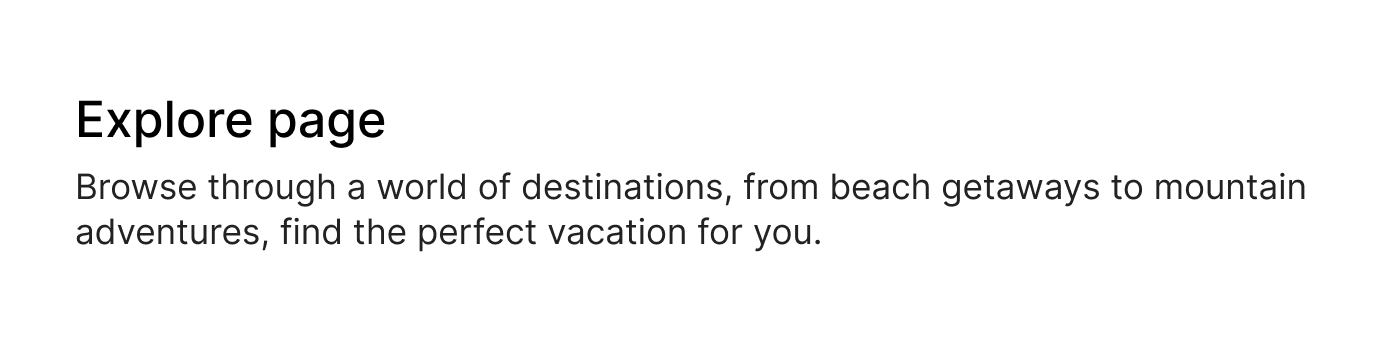 Explore page
Browse through a world of destinations, from beach getaways to mountain
adventures, find the perfect vacation for you.